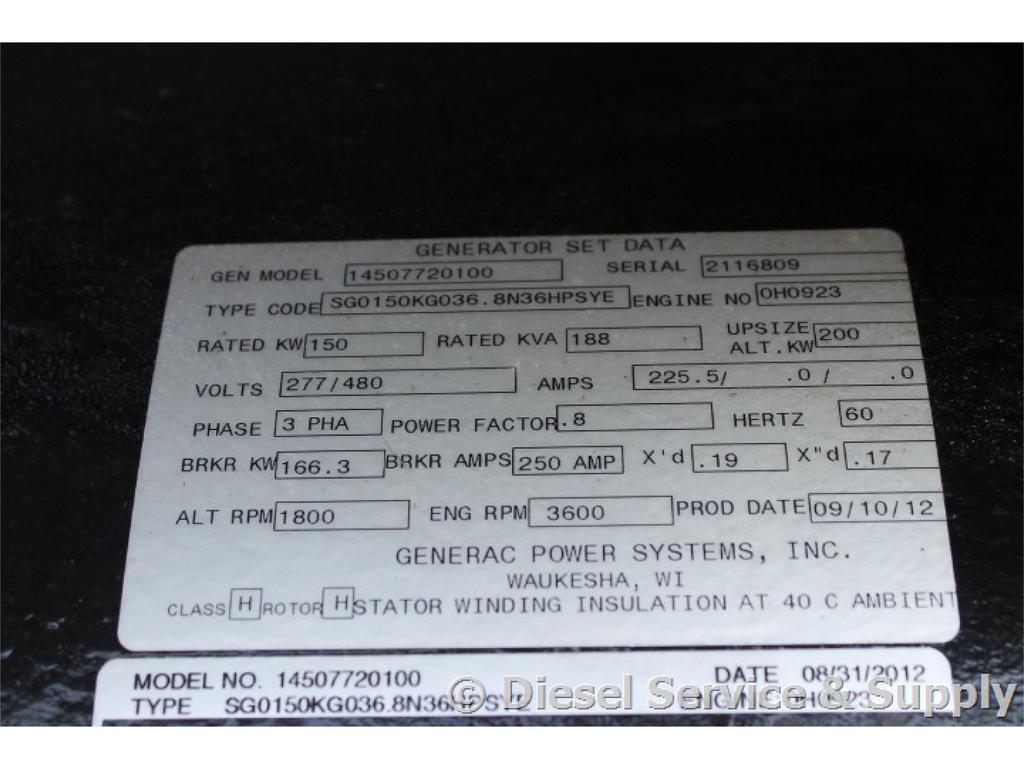 GENERATOR SET DATA
GEN MODEL 14507720100 SERIAL 2116809
TYPE CODE SG0150KG036.8N36HPSYE ENGINE NO 0H0923
RATED KW 150 RATED KVA 188 UPSIZE ALT.KW 200
VOLTS 277/480 AMPS 225.5/ .0 / .0
PHASE 3 PHA POWER FACTOR .8 HERTZ 60
BRKR KW 166.3 BRKR AMPS 250 AMP X'd .19 X"d .17
ALT RPM 1800 ENG RPM 3600 PROD DATE 09/10/12
GENERAC POWER SYSTEMS, INC.
WAUKESHA, WI
CLASS H ROTOR H STATOR WINDING INSULATION AT 40 C AMBIENT
MODEL NO. 14507720100 DATE 08/31/2012
TYPE SG0150KG036.8N36HPSYE
© Diesel Service & Supply